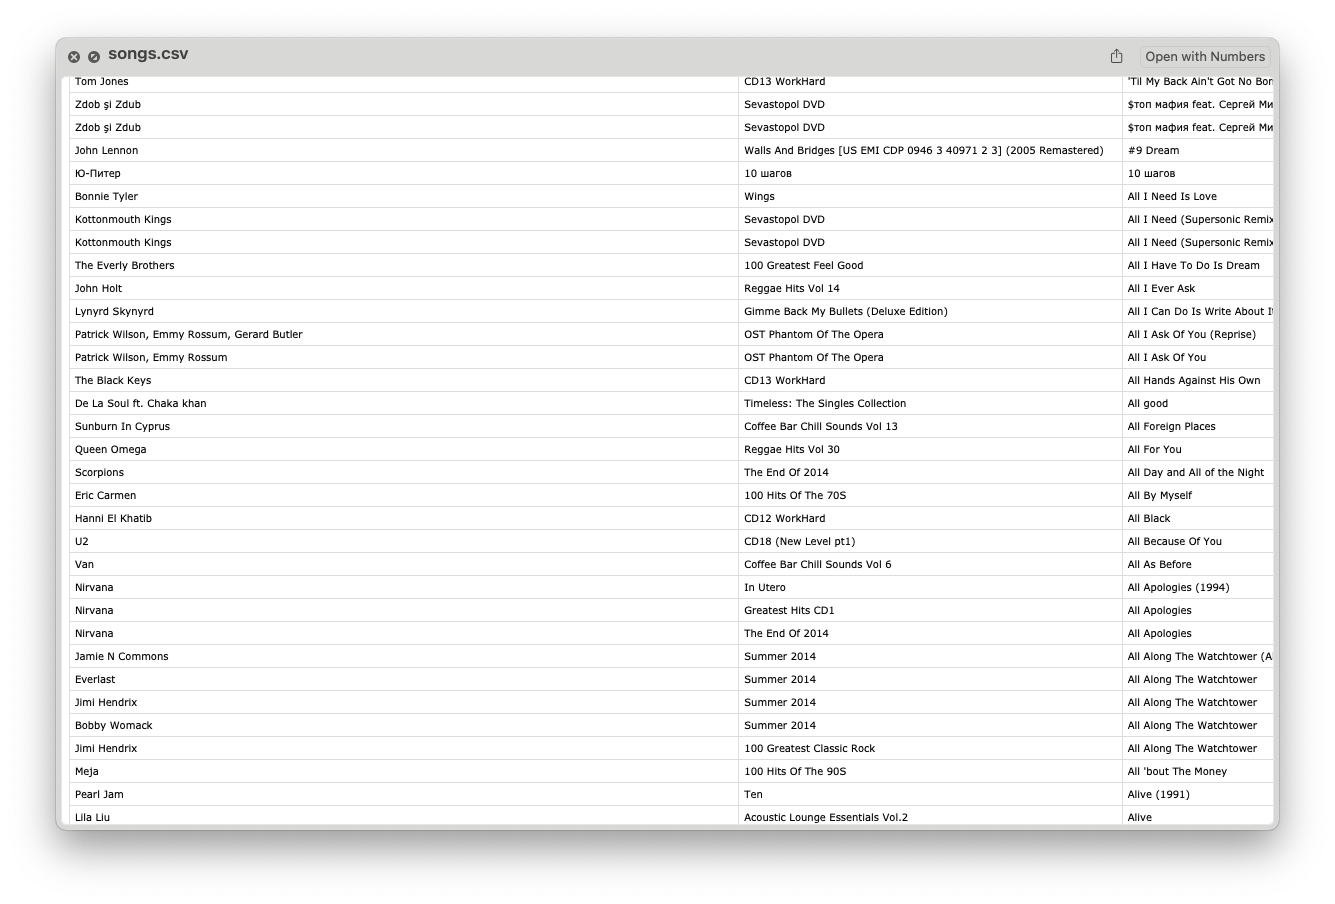 songs.csv Open with Numbers
Tom Jones CD13 WorkHard 'Til My Back Ain't Got No
Zdob şi Zdub Sevastopol DVD $топ мафия feat. Сергей Ми
Zdob şi Zdub Sevastopol DVD $топ мафия feat. Сергей Ми
John Lennon Walls And Bridges [US EMI CDP 0946 3 40971 2 3] (2005 Remastered) #9 Dream
Ю-Питер 10 шагов 10 шагов
Bonnie Tyler Wings All I Need Is Love
Kottonmouth Kings Sevastopol DVD All I Need (Supersonic Remix
Kottonmouth Kings Sevastopol DVD All I Need (Supersonic Remix
The Everly Brothers 100 Greatest Feel Good All I Have To Do Is Dream
John Holt Reggae Hits Vol 14 All I Ever Ask
Lynyrd Skynyrd Gimme Back My Bullets (Deluxe Edition) All I Can Do Is Write About
Patrick Wilson, Emmy Rossum, Gerard Butler OST Phantom Of The Opera All I Ask Of You (Reprise)
Patrick Wilson, Emmy Rossum OST Phantom Of The Opera All I Ask Of You
The Black Keys CD13 WorkHard All Hands Against His Own
De La Soul ft. Chaka khan Timeless: The Singles Collection All good
Sunburn In Cyprus Coffee Bar Chill Sounds Vol 13 All Foreign Places
Queen Omega Reggae Hits Vol 30 All For You
Scorpions The End Of 2014 All Day and All of the Night
Eric Carmen 100 Hits Of The 70S All By Myself
Hanni El Khatib CD12 WorkHard All Black
U2 CD18 (New Level pt1) All Because Of You
Van Coffee Bar Chill Sounds Vol 6 All As Before
Nirvana In Utero All Apologies (1994)
Nirvana Greatest Hits CD1 All Apologies
Nirvana The End Of 2014 All Apologies
Jamie N Commons Summer 2014 All Along The Watchtower
Everlast Summer 2014 All Along The Watchtower
Jimi Hendrix Summer 2014 All Along The Watchtower
Bobby Womack Summer 2014 All Along The Watchtower
Jimi Hendrix 100 Greatest Classic Rock All Along The Watchtower
Meja 100 Hits Of The 90S All 'bout The Money
Pearl Jam Ten Alive (1991)
Lila Liu Acoustic Lounge Essentials Vol.2 Alive